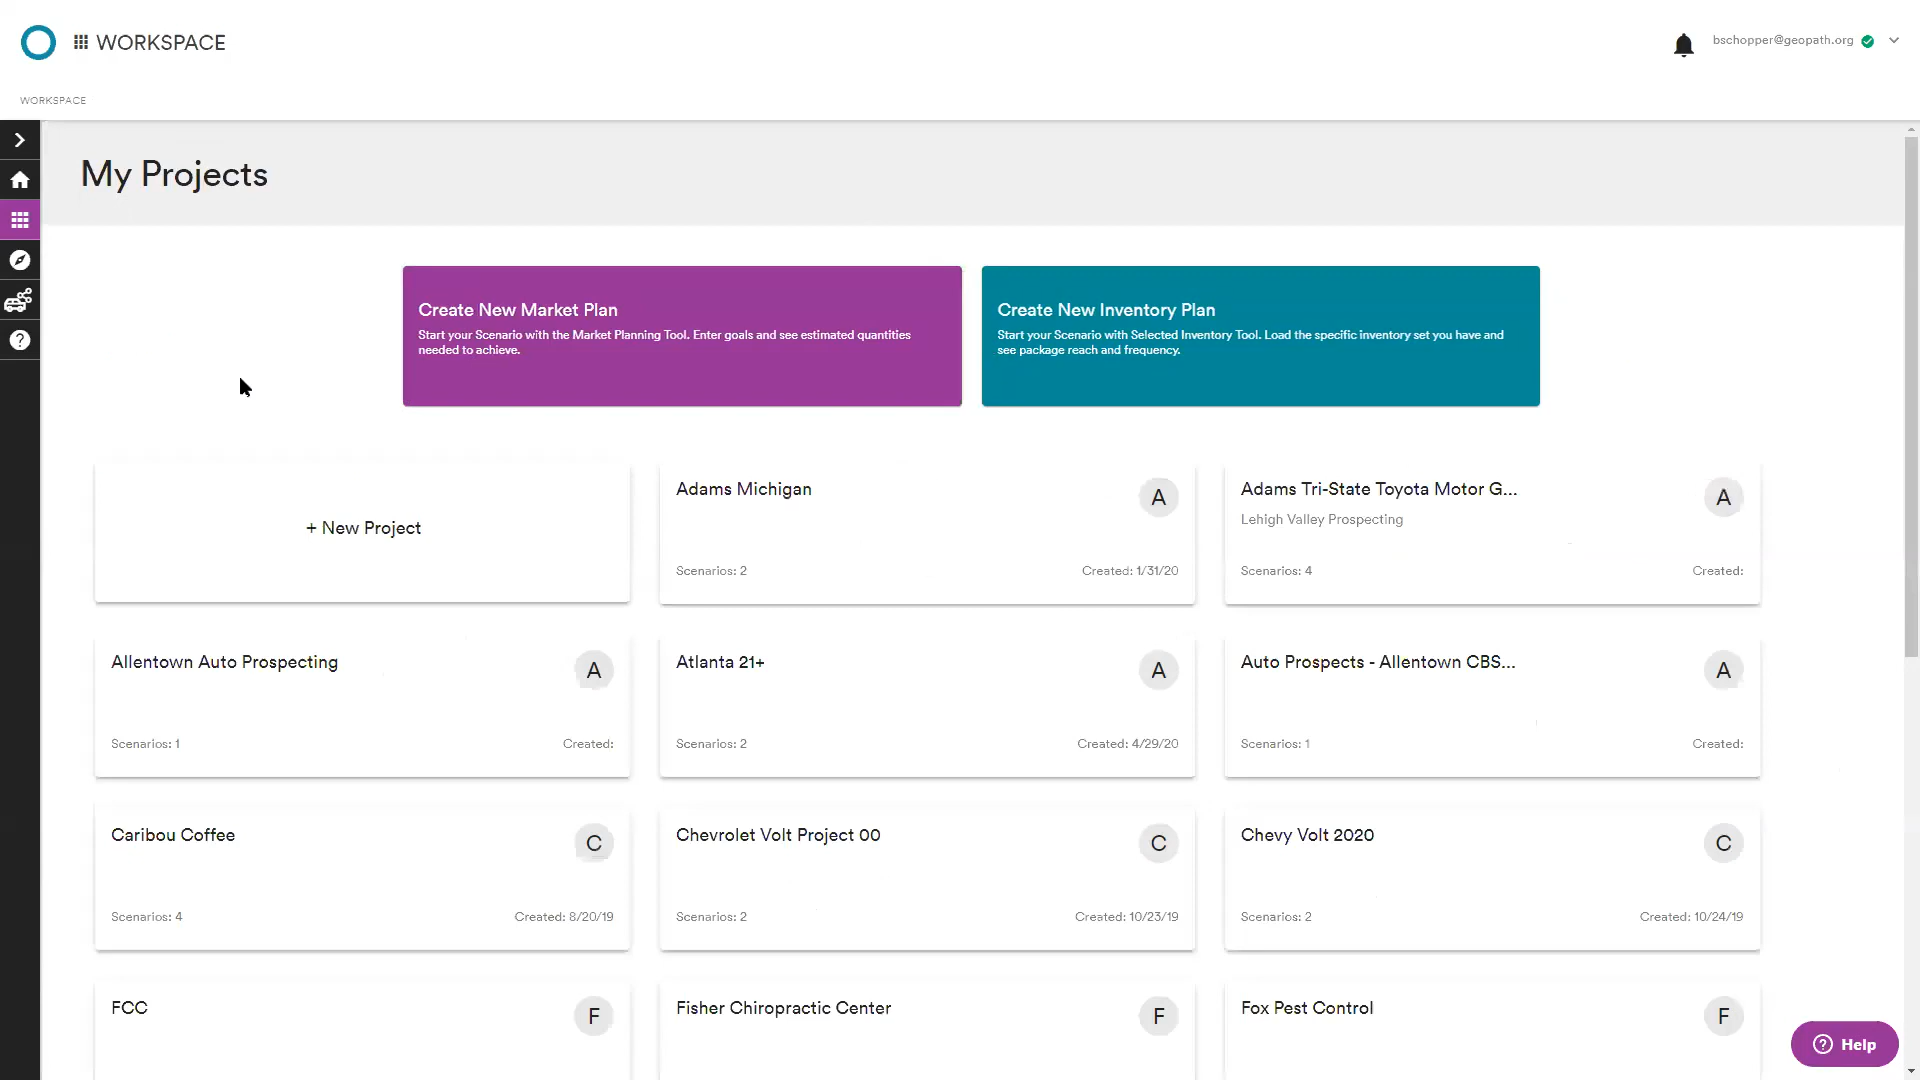 WORKSPACE
bschopper@geopath.org
WORKSPACE
My Projects
Create New Market Plan
Start your Scenario with the Market Planning Tool. Enter goals and see estimated quantities
needed to achieve.
Create New Inventory Plan
Start your Scenario with Selected Inventory Tool. Load the specific inventory set you have and
see package reach and frequency.
+ New Project
Adams Michigan
A
Scenarios: 2
Created: 1/31/20
Adams Tri-State Toyota Motor G...
A
Lehigh Valley Prospecting
Scenarios: 4
Created:
Allentown Auto Prospecting
A
Scenarios: 1
Created:
Atlanta 21+
A
Scenarios: 2
Created: 4/29/20
Auto Prospects - Allentown CBS...
A
Scenarios: 1
Created:
Caribou Coffee
C
Scenarios: 4
Created: 8/20/19
Chevrolet Volt Project 00
C
Scenarios: 2
Created: 10/23/19
Chevy Volt 2020
C
Scenarios: 2
Created: 10/24/19
FCC
F
Fisher Chiropractic Center
F
Fox Pest Control
F
? Help